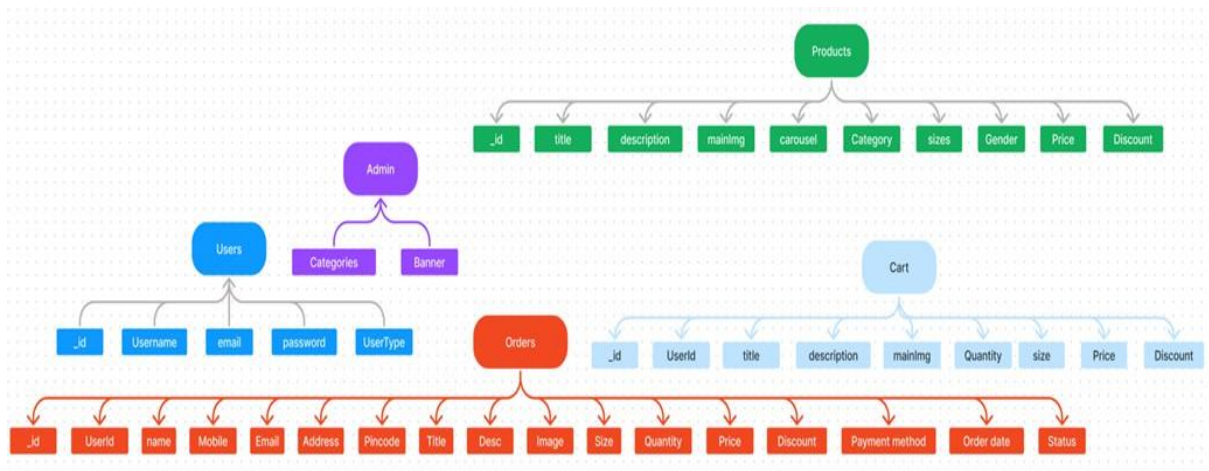 Products
_id title description mainImg carousel Category sizes Gender Price Discount
Admin
Categories Banner
Users
_id Username email password UserType
Cart
_id UserId title description mainImg Quantity size Price Discount
Orders
_id UserId name Mobile Email Address Pincode Title Desc Image Size Quantity Price Discount Payment method Order date Status